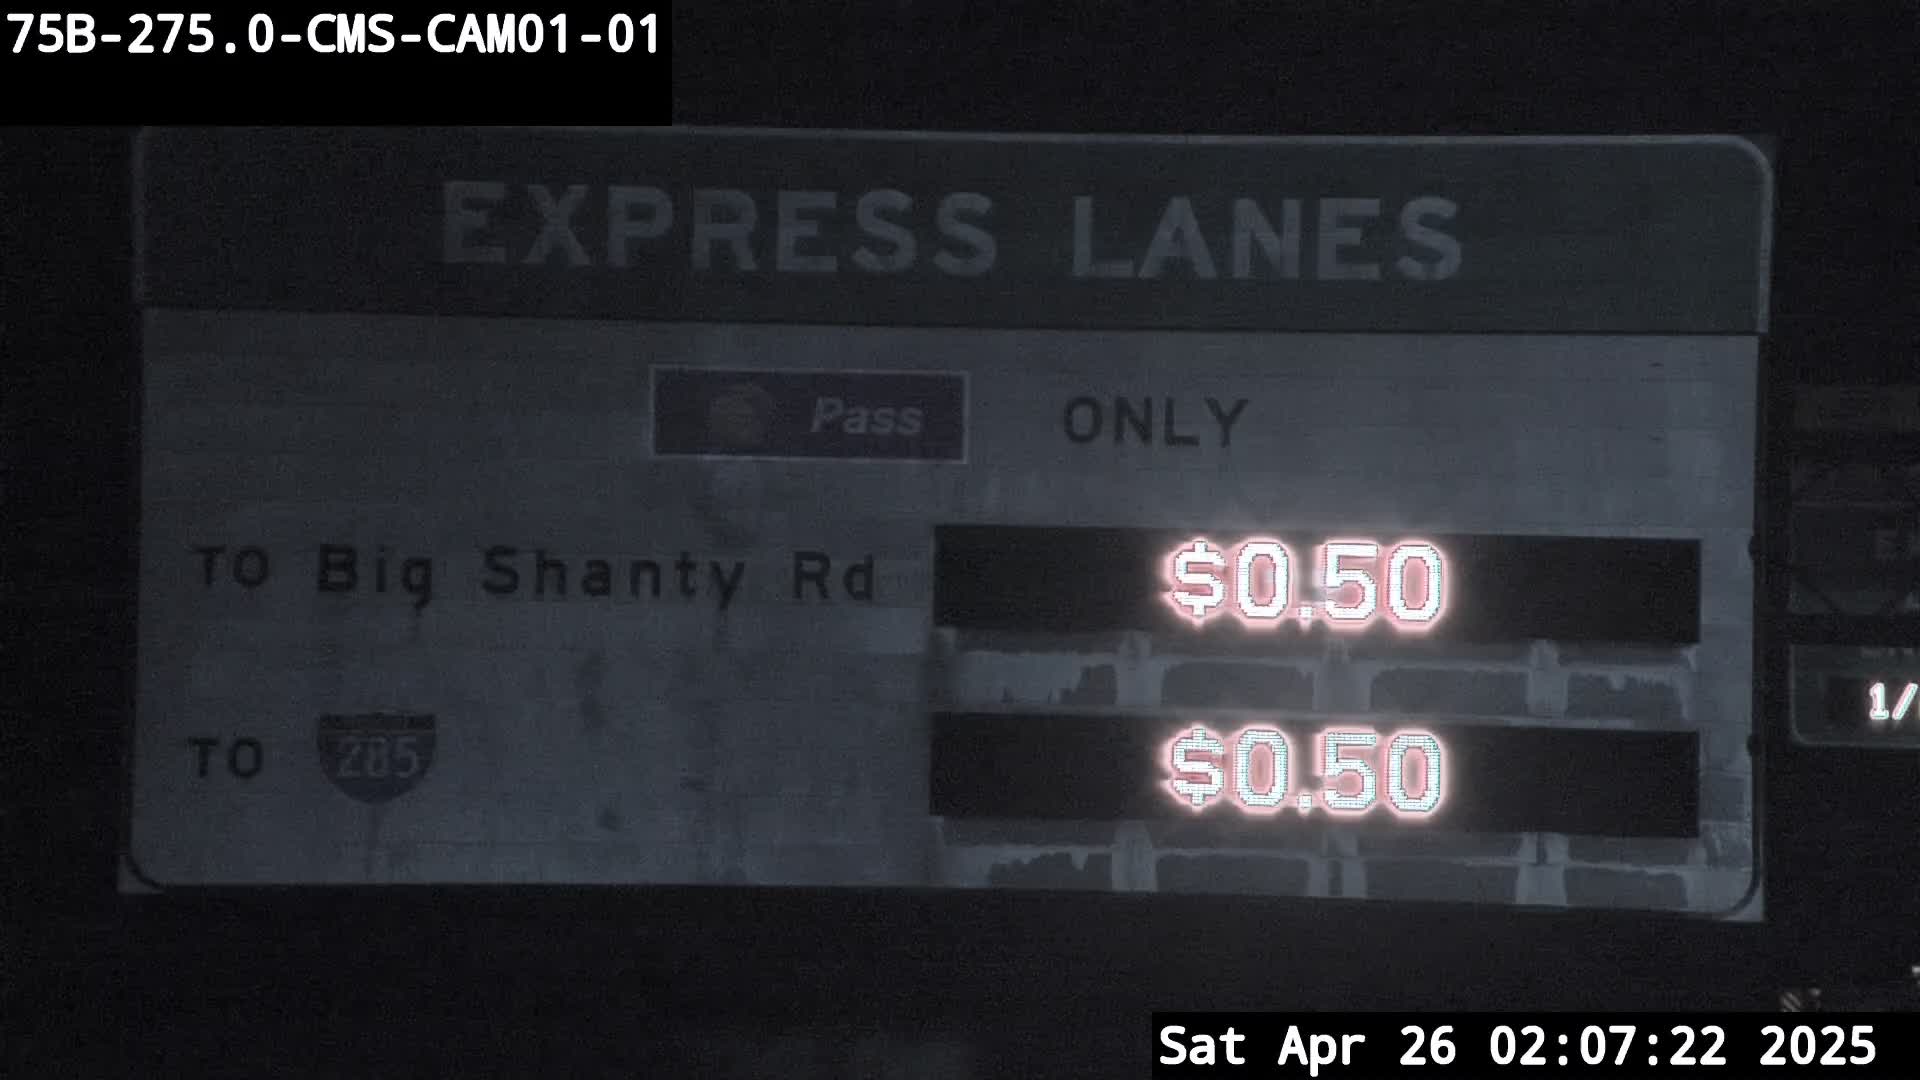 75B-275.0-CMS-CAM01-01
EXPRESS LANES
Pass ONLY
TO Big Shanty Rd $0.50
TO 285 $0.50
1/
Sat Apr 26 02:07:22 2025